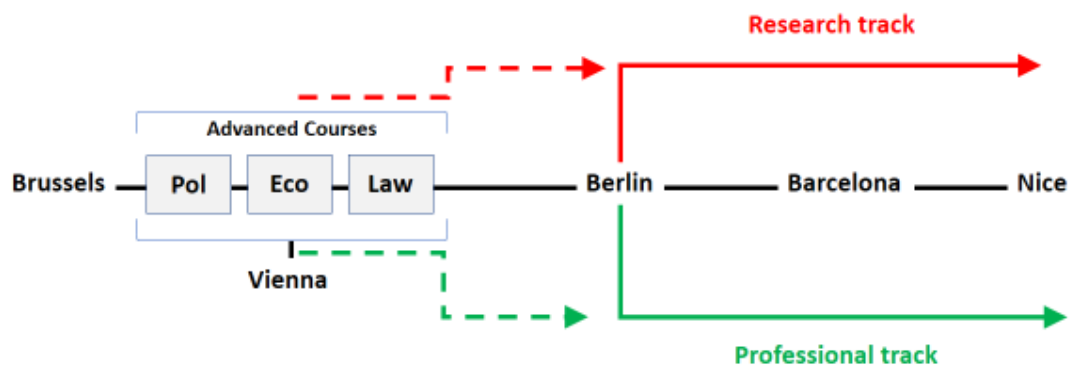 Research track
Advanced Courses
Brussels Pol Eco Law Berlin Barcelona Nice
Vienna
Professional track